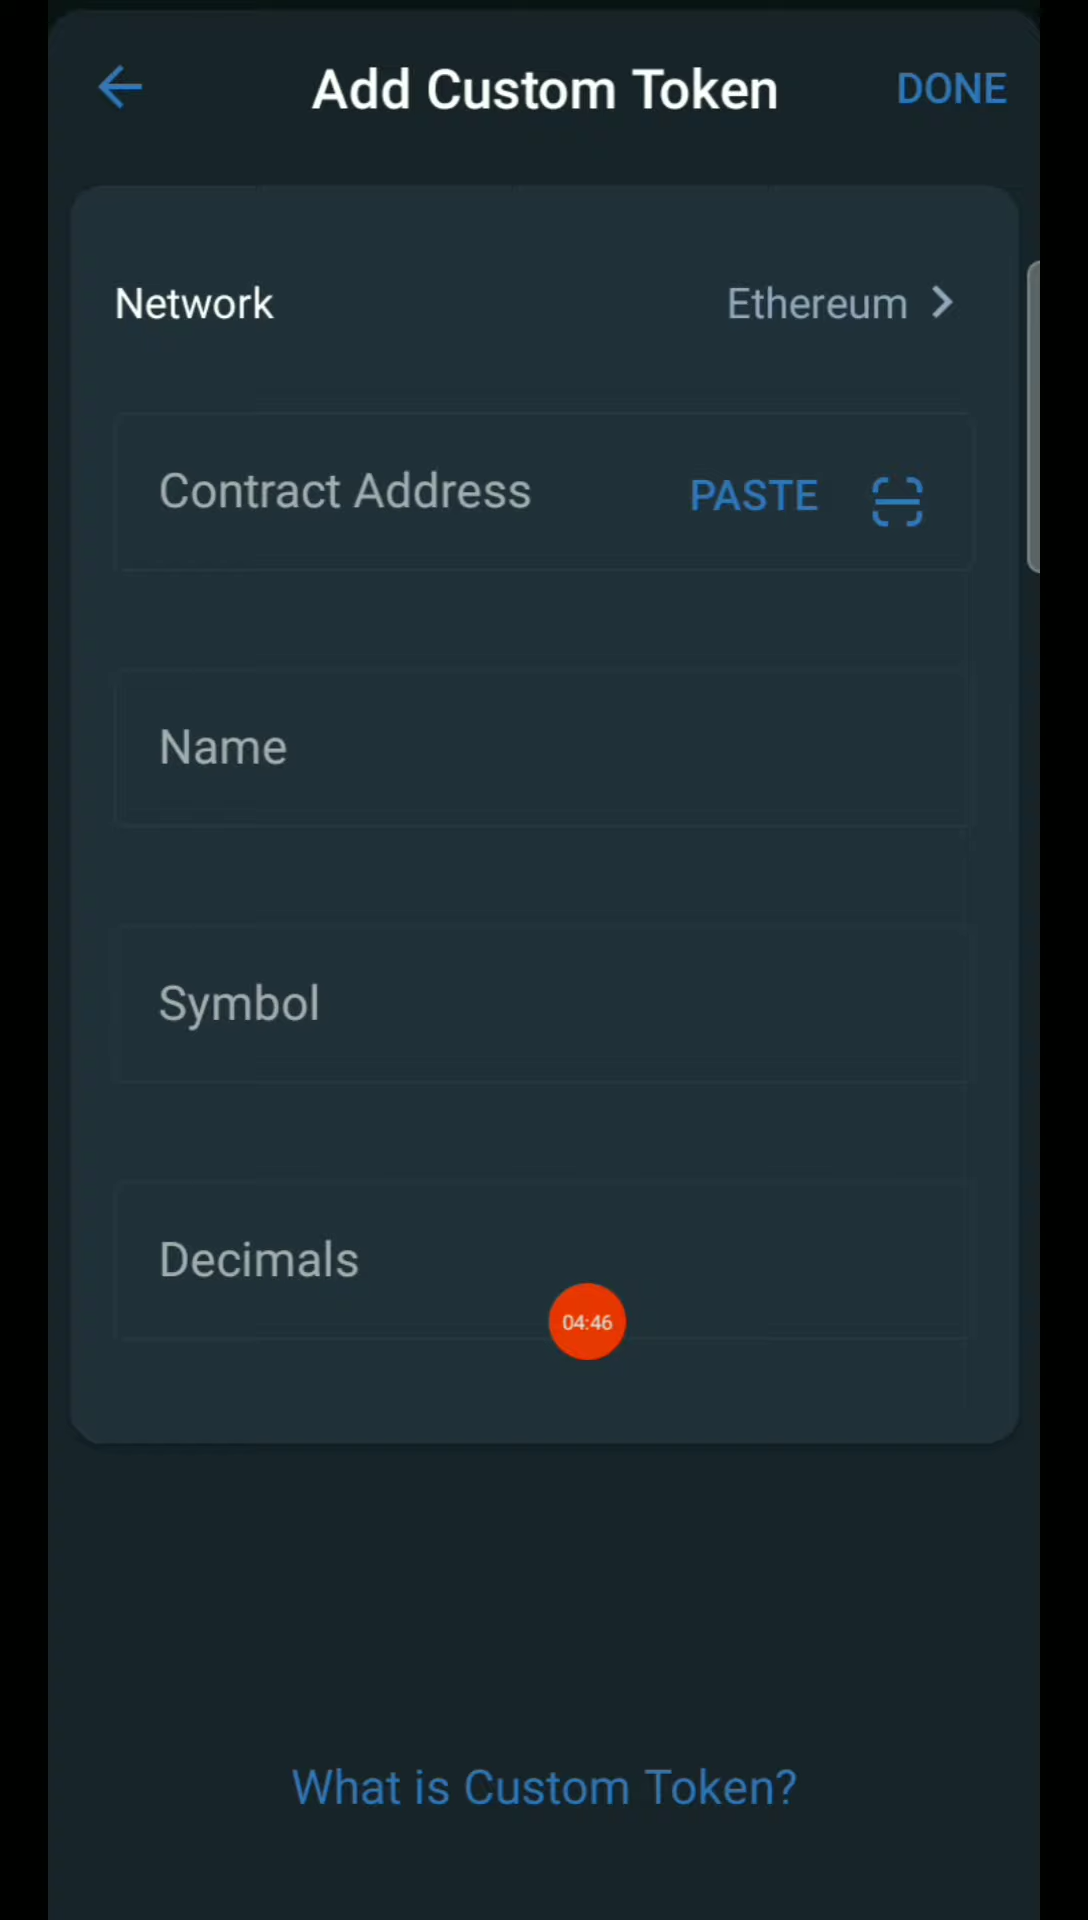 Add Custom Token
DONE
Network
Ethereum
Contract Address
PASTE
Name
Symbol
Decimals
04:46
What is Custom Token?